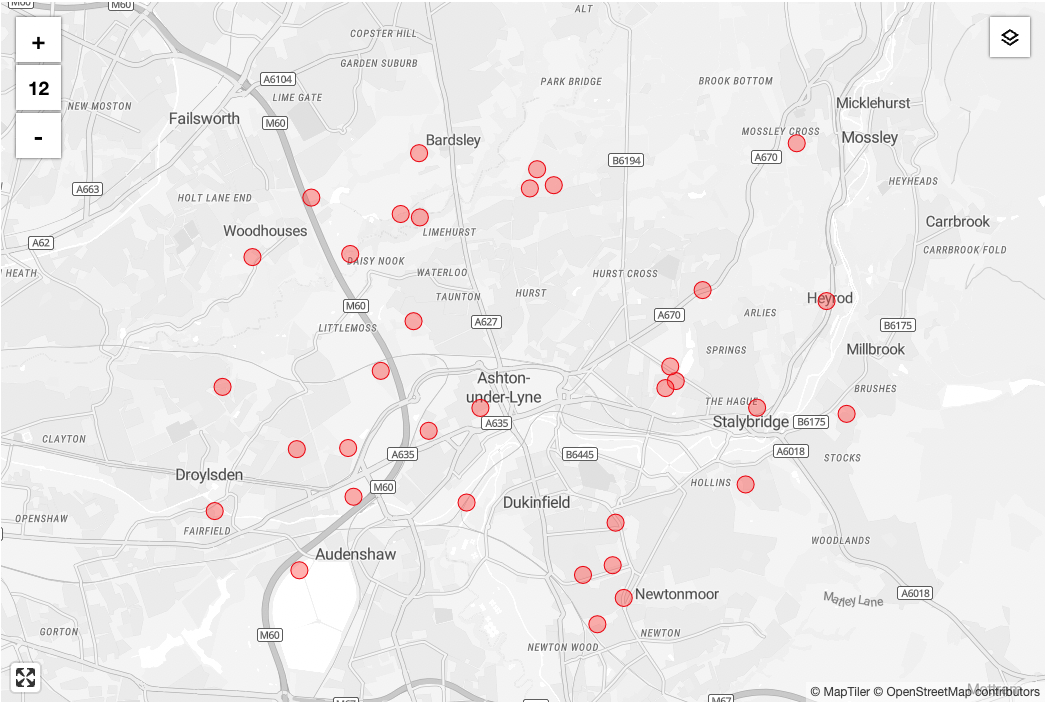 M60
M60
ALT
+
COPSTER HILL
GARDEN SUBURB
12
A6104
PARK BRIDGE
BROOK BOTTOM
LIME GATE
NEW MOSTON
Micklehurst
Failsworth
M60
MOSSLEY CROSS
Mossley
-
Bardsley
A670
B6194
A663
HEYHEADS
HOLT LANE END
Carrbrook
Woodhouses
LIMEHURST
A62
CARRBROOK FOLD
DAISY NOOK
HEATH
WATERLOO
HURST CROSS
TAUNTON
HURST
Heyrod
M60
A670
ARLIES
A627
LITTLEMOSS
B6175
SPRINGS
Millbrook
Ashton-
under-Lyne
BRUSHES
THE HAGUE
A635
Stalybridge
B6175
CLAYTON
A635
B6445
A6018
STOCKS
Droylsden
HOLLINS
M60
Dukinfield
OPENSHAW
FAIRFIELD
WOODLANDS
Audenshaw
Newtonmoor
A6018
Matley Lane
GORTON
M60
NEWTON
NEWTON WOOD
M67
M67
© MapTiler © OpenStreetMap contributors